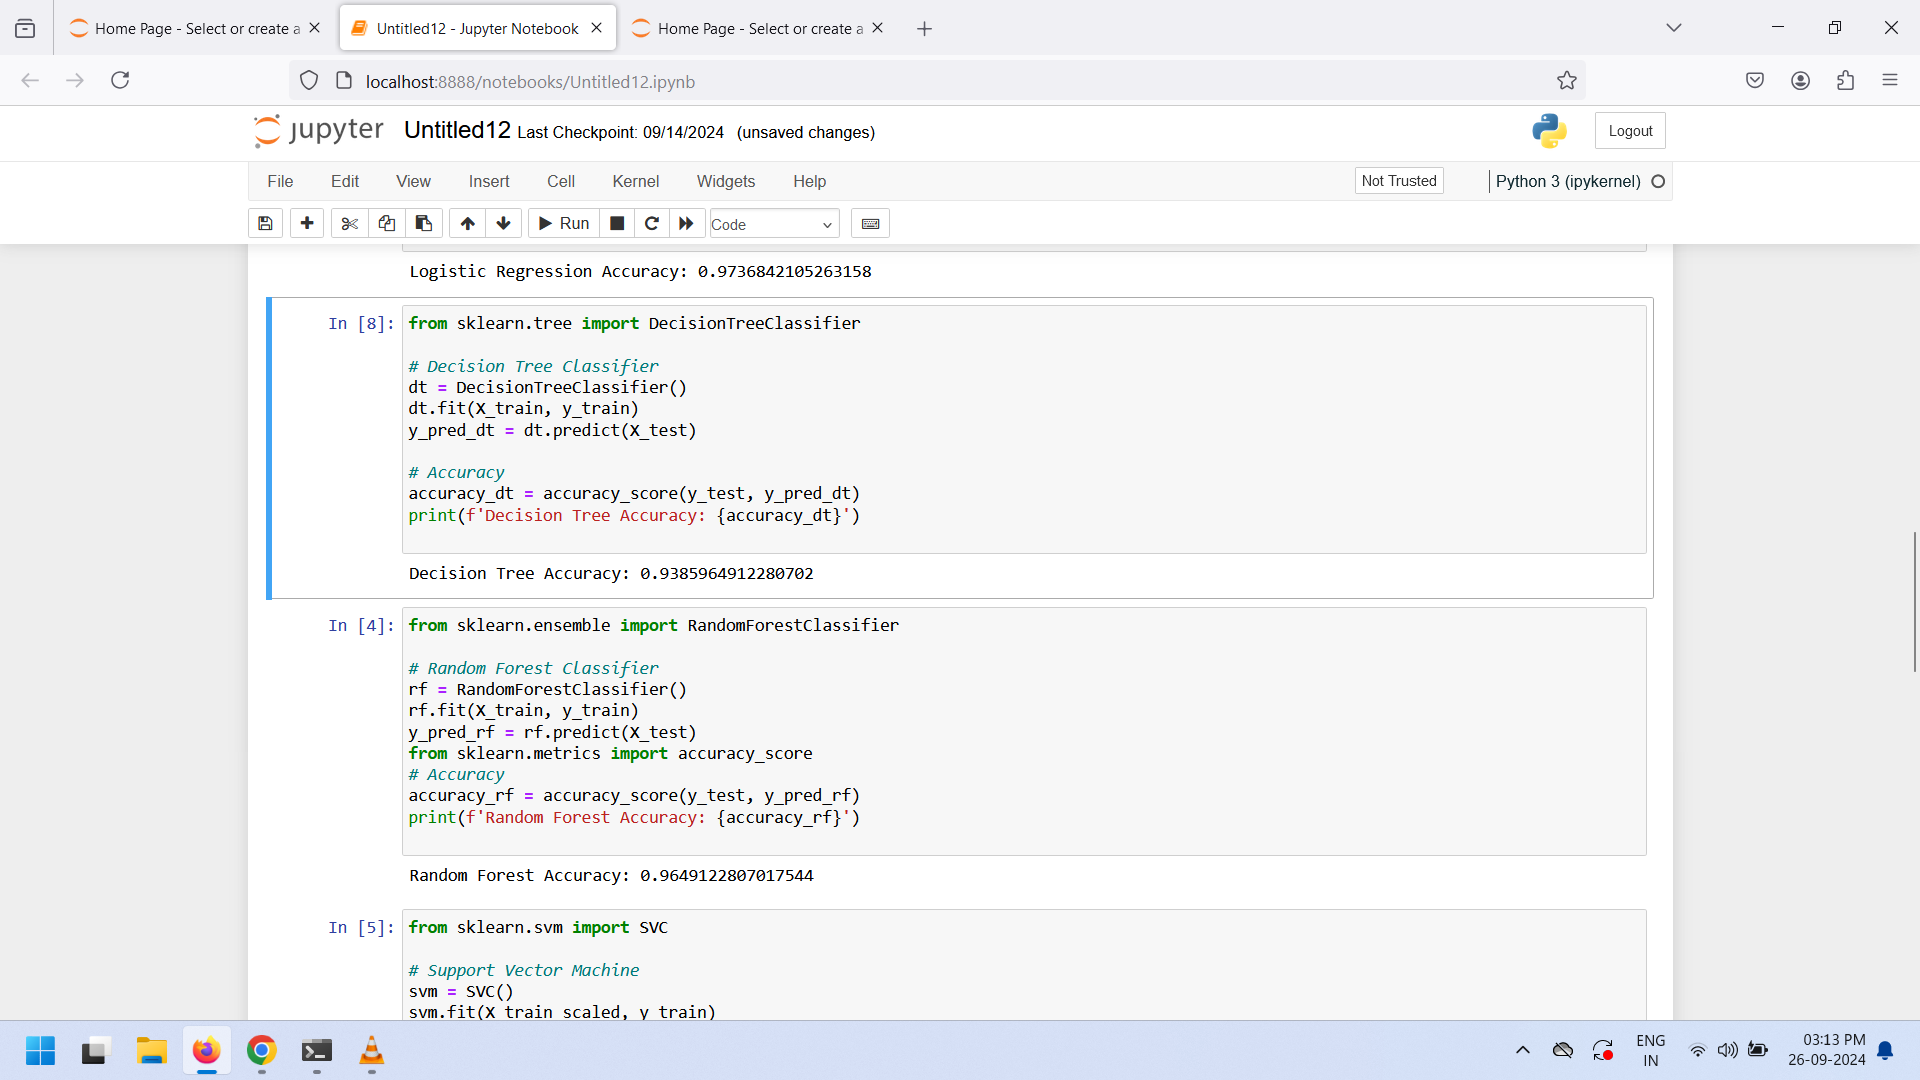 Home Page - Select or create a
Untitled12 - Jupyter Notebook
Home Page - Select or create a
localhost:8888/notebooks/Untitled12.ipynb
jupyter Untitled12 Last Checkpoint: 09/14/2024 (unsaved changes)
Logout
File Edit View Insert Cell Kernel Widgets Help
Not Trusted
Python 3 (ipykernel)
Run
Code
Logistic Regression Accuracy: 0.9736842105263158
In [8]: from sklearn.tree import DecisionTreeClassifier
# Decision Tree Classifier
dt = DecisionTreeClassifier()
dt.fit(X_train, y_train)
y_pred_dt = dt.predict(X_test)
# Accuracy
accuracy_dt = accuracy_score(y_test, y_pred_dt)
print(f'Decision Tree Accuracy: {accuracy_dt}')
Decision Tree Accuracy: 0.9385964912280702
In [4]: from sklearn.ensemble import RandomForestClassifier
# Random Forest Classifier
rf = RandomForestClassifier()
rf.fit(X_train, y_train)
y_pred_rf = rf.predict(X_test)
from sklearn.metrics import accuracy_score
# Accuracy
accuracy_rf = accuracy_score(y_test, y_pred_rf)
print(f'Random Forest Accuracy: {accuracy_rf}')
Random Forest Accuracy: 0.9649122807017544
In [5]: from sklearn.svm import SVC
# Support Vector Machine
svm = SVC()
svm.fit(X_train_scaled, y_train)
ENG
IN
03:13 PM
26-09-2024